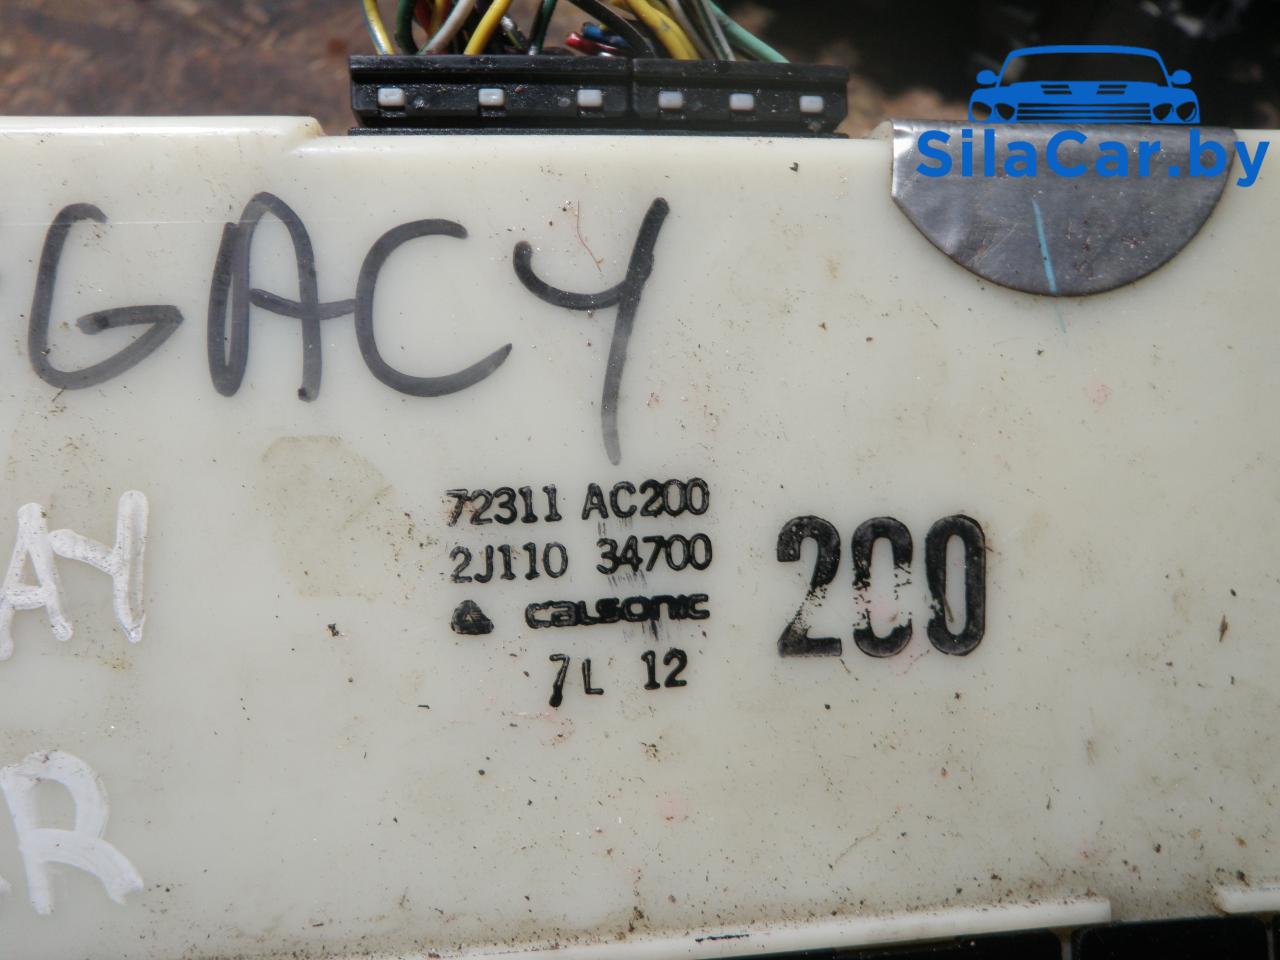 SilaCar.by
GACY
72311 AC200
2J110 34700
calsonic
7L 12
200